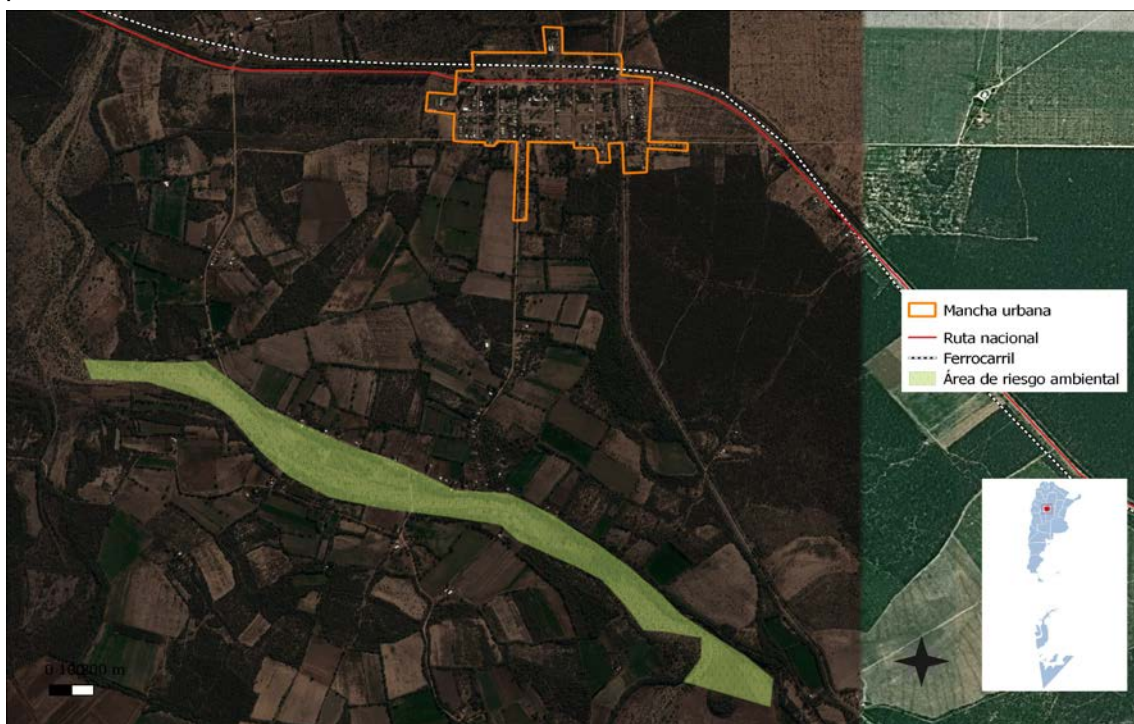 Mancha urbana
Ruta nacional
Ferrocarril
Área de riesgo ambiental
m